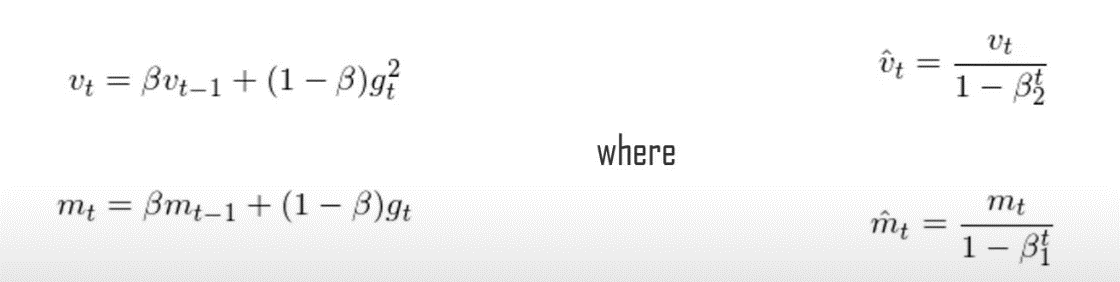 v_t = βv_{t−1} + (1 − β)g_t^2
v̂_t = v_t / (1 − β_2^t)
where
m_t = βm_{t−1} + (1 − β)g_t
m̂_t = m_t / (1 − β_1^t)